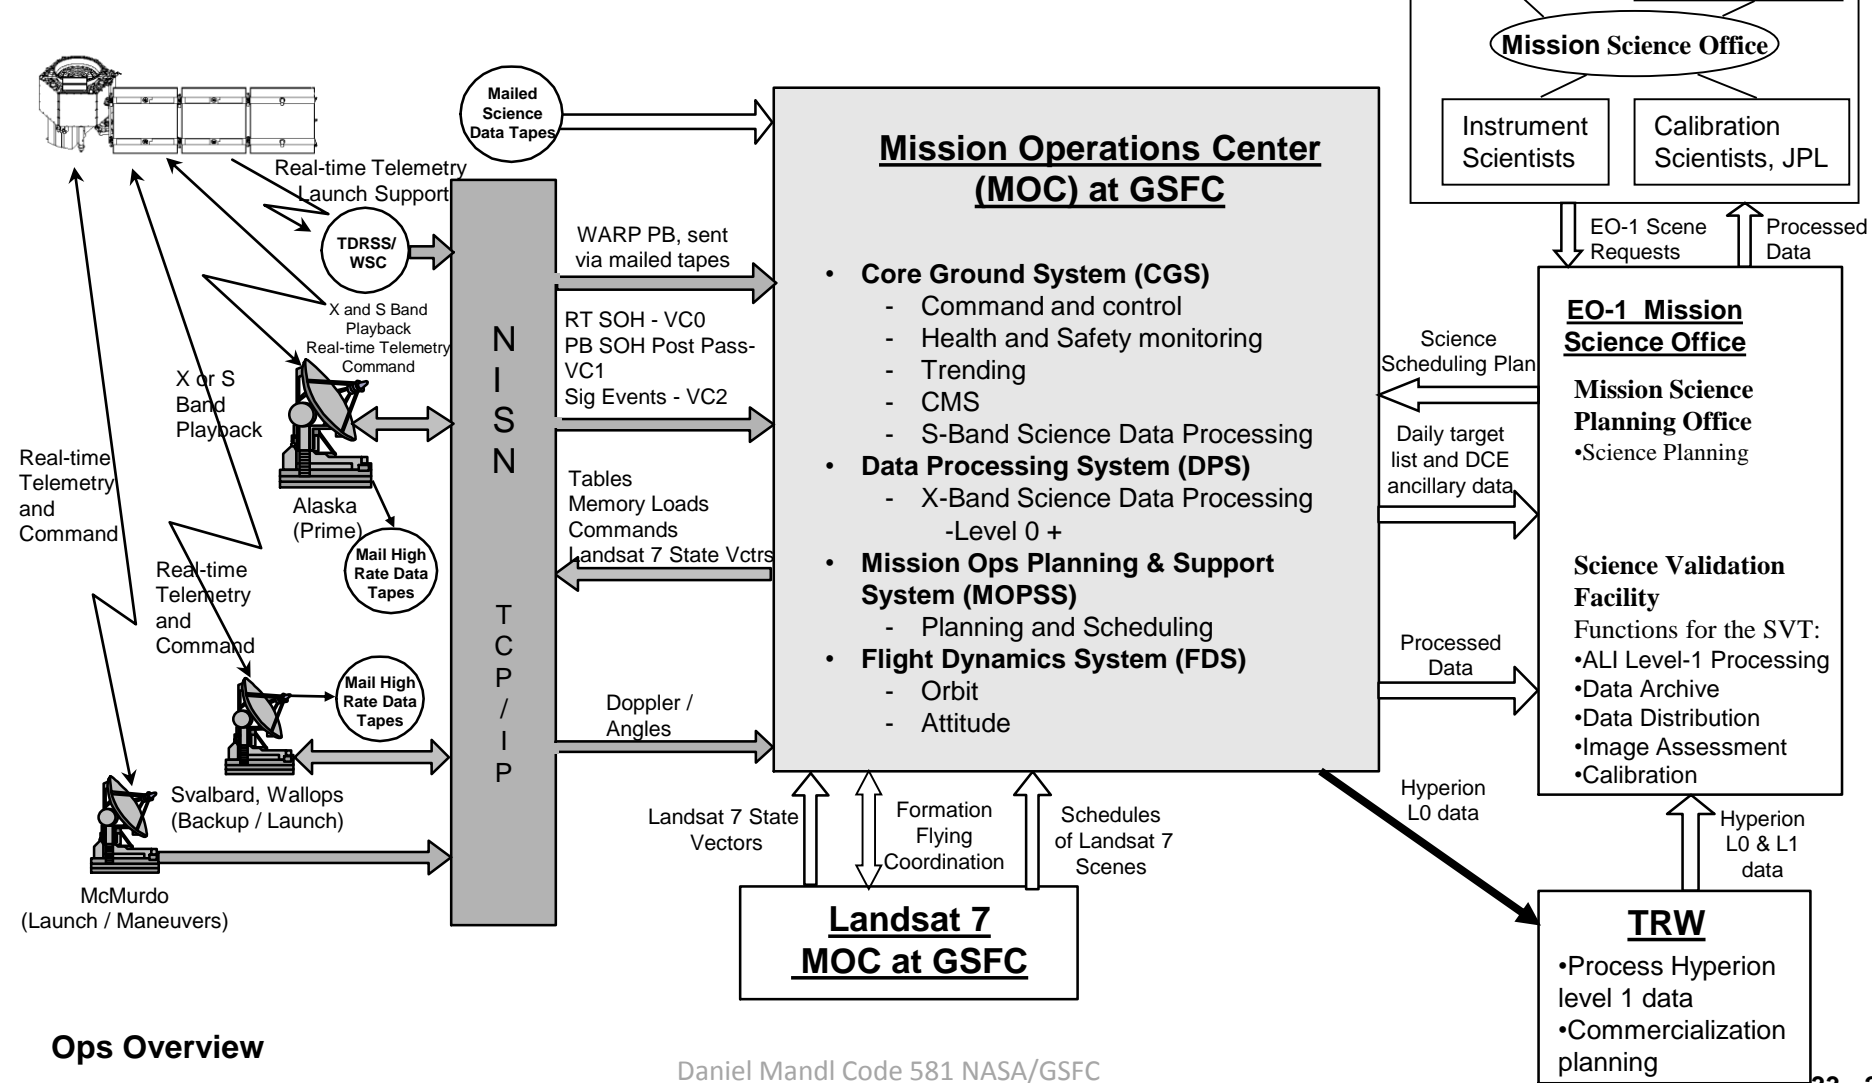 Mission Science Office
Instrument
Scientists
Calibration
Scientists, JPL
EO-1 Scene
Requests
Processed
Data
Mailed
Science
Data Tapes
Real-time Telemetry
Launch Support
TDRSS/
WSC
X and S Band
Playback
Real-time Telemetry
Command
X or S
Band
Playback
Real-time
Telemetry
and
Command
Alaska
(Prime)
Mail High
Rate Data
Tapes
Real-time
Telemetry
and
Command
Mail High
Rate Data
Tapes
Svalbard, Wallops
(Backup / Launch)
McMurdo
(Launch / Maneuvers)
N
I
S
N
T
C
P
/
I
P
WARP PB, sent
via mailed tapes
RT SOH - VC0
PB SOH Post Pass-
VC1
Sig Events - VC2
Tables
Memory Loads
Commands
Landsat 7 State Vctrs
Doppler /
Angles
Mission Operations Center
(MOC) at GSFC
• Core Ground System (CGS)
- Command and control
- Health and Safety monitoring
- Trending
- CMS
- S-Band Science Data Processing
• Data Processing System (DPS)
- X-Band Science Data Processing
-Level 0 +
• Mission Ops Planning & Support
System (MOPSS)
- Planning and Scheduling
• Flight Dynamics System (FDS)
- Orbit
- Attitude
Science
Scheduling Plan
Daily target
list and DCE
ancillary data
Processed
Data
EO-1 Mission
Science Office
Mission Science
Planning Office
•Science Planning
Science Validation
Facility
Functions for the SVT:
•ALI Level-1 Processing
•Data Archive
•Data Distribution
•Image Assessment
•Calibration
Landsat 7 State
Vectors
Formation
Flying
Coordination
Schedules
of Landsat 7
Scenes
Hyperion
L0 data
Hyperion
L0 & L1
data
Landsat 7
MOC at GSFC
TRW
•Process Hyperion
level 1 data
•Commercialization
planning
Ops Overview
Daniel Mandl Code 581 NASA/GSFC